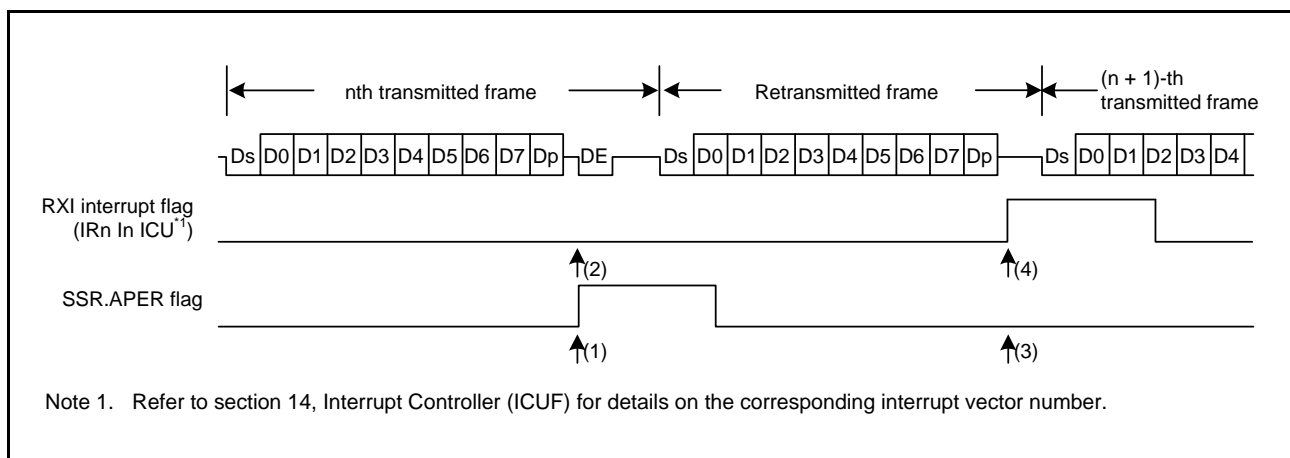 nth transmitted frame
Retransmitted frame
(n + 1)-th
transmitted frame
Ds D0 D1 D2 D3 D4 D5 D6 D7 Dp DE Ds D0 D1 D2 D3 D4 D5 D6 D7 Dp Ds D0 D1 D2 D3 D4
RXI interrupt flag
(IRn In ICU*1)
(2)
(4)
SSR.APER flag
(1)
(3)
Note 1. Refer to section 14, Interrupt Controller (ICUF) for details on the corresponding interrupt vector number.